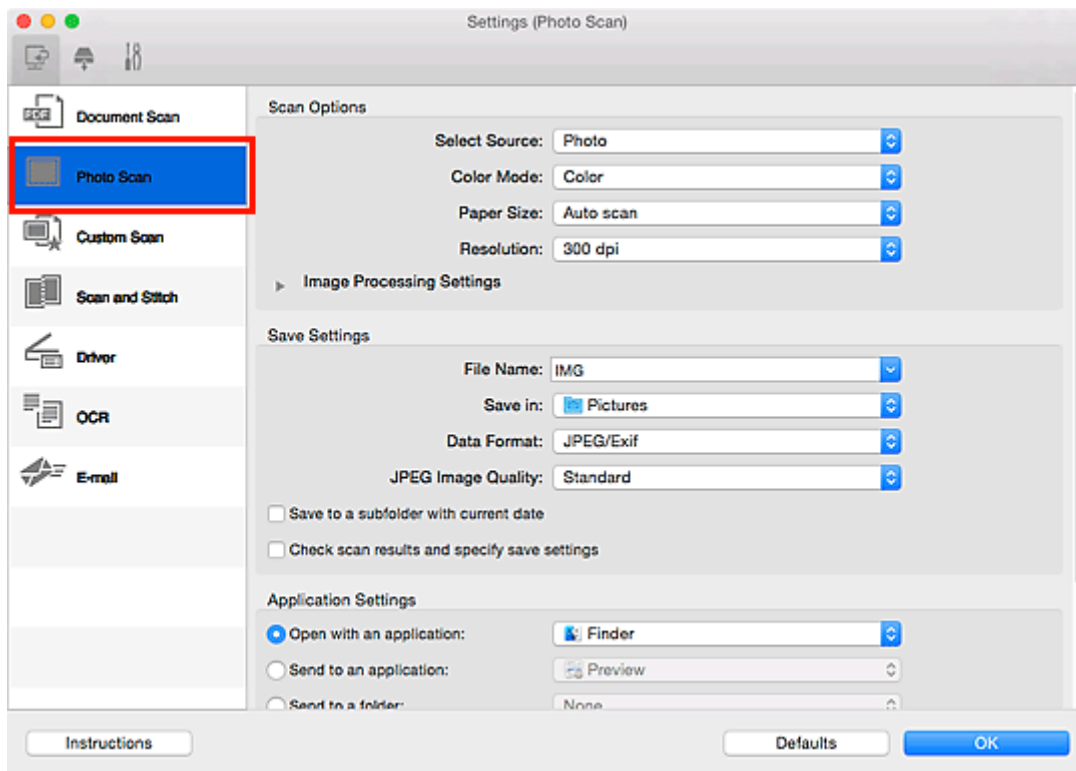 Settings (Photo Scan)
Document Scan
Photo Scan
Custom Scan
Scan and Stitch
Driver
OCR
E-mail
Scan Options
Select Source: Photo
Color Mode: Color
Paper Size: Auto scan
Resolution: 300 dpi
Image Processing Settings
Save Settings
File Name: IMG
Save in: Pictures
Data Format: JPEG/Exif
JPEG Image Quality: Standard
Save to a subfolder with current date
Check scan results and specify save settings
Application Settings
Open with an application: Finder
Send to an application: Preview
Send to a folder: None
Instructions
Defaults
OK